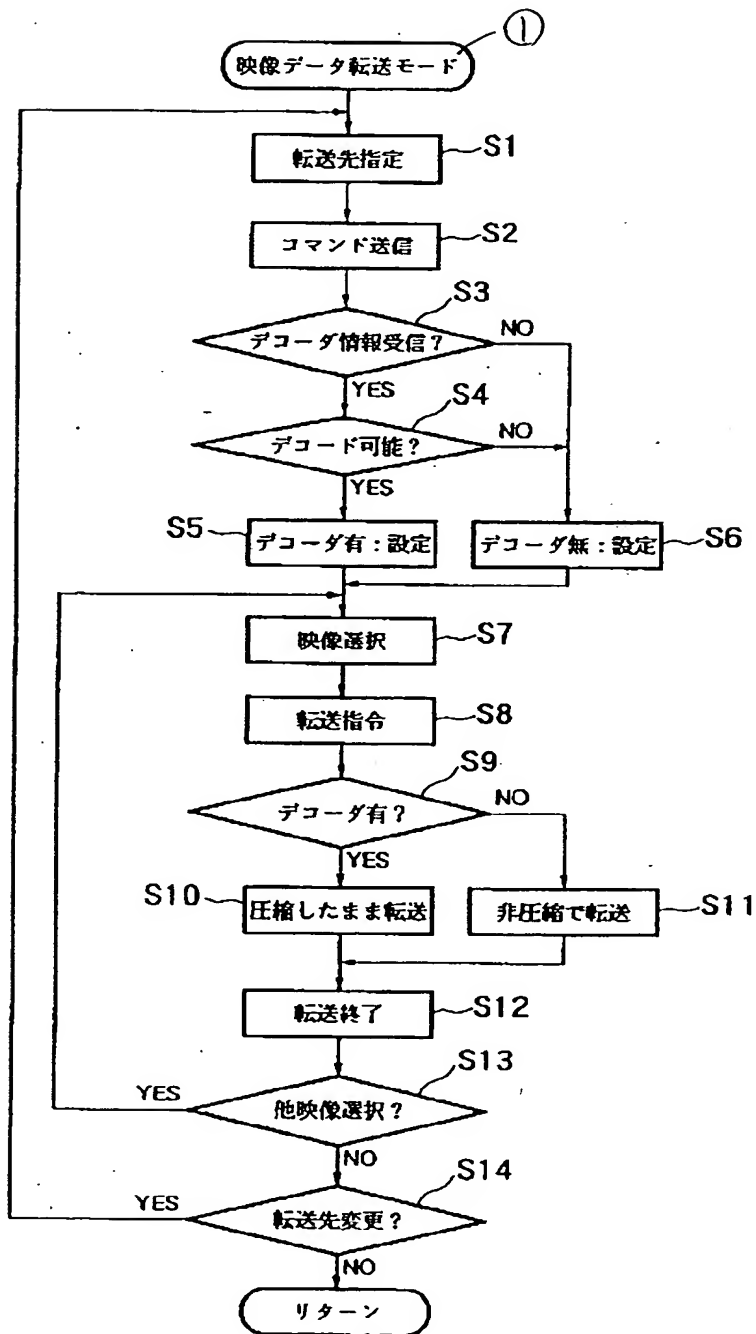 ①
映像データ転送モード
転送先指定
S1
コマンド送信
S2
S3
デコーダ情報受信?
NO
YES
S4
デコード可能?
NO
YES
S5
デコーダ有:設定
デコーダ無:設定
S6
映像選択
S7
転送指令
S8
S9
デコーダ有?
NO
YES
S10
圧縮したまま転送
非圧縮で転送
S11
転送終了
S12
S13
YES
他映像選択?
NO
S14
YES
転送先変更?
NO
リターン